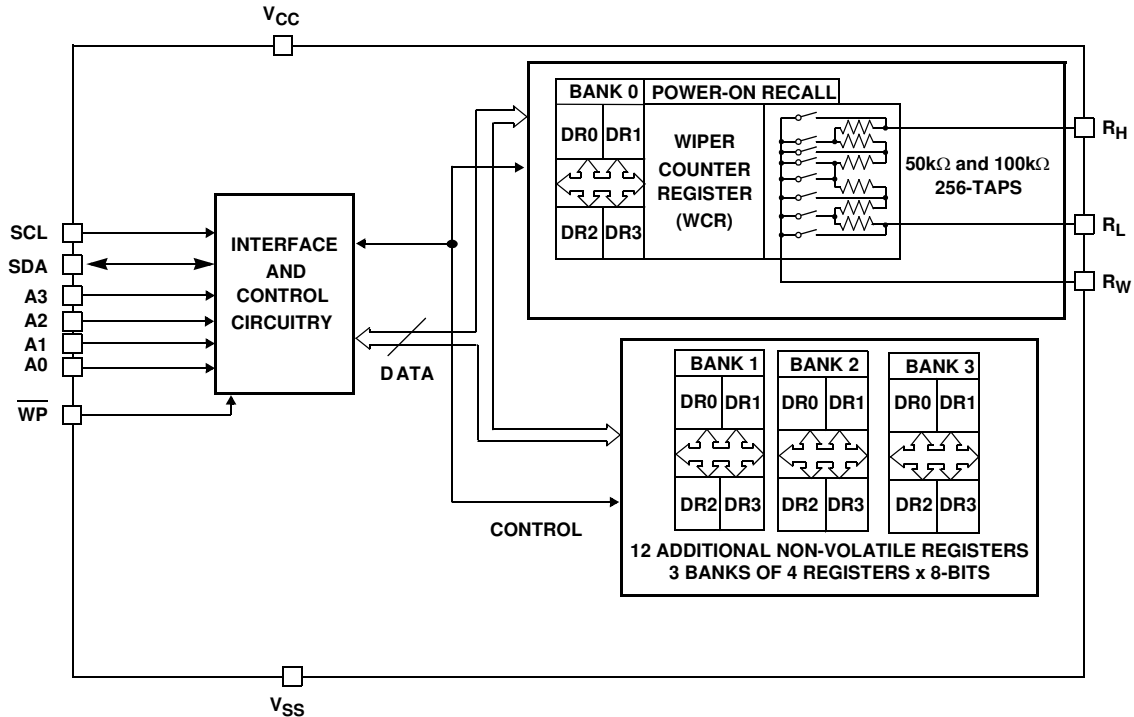 VCC
BANK 0
POWER-ON RECALL
DR0 DR1
DR2 DR3
WIPER
COUNTER
REGISTER
(WCR)
50kΩ and 100kΩ
256-TAPS
RH
RL
RW
SCL
SDA
A3
A2
A1
A0
WP
INTERFACE
AND
CONTROL
CIRCUITRY
DATA
CONTROL
BANK 1
DR0 DR1
DR2 DR3
BANK 2
DR0 DR1
DR2 DR3
BANK 3
DR0 DR1
DR2 DR3
12 ADDITIONAL NON-VOLATILE REGISTERS
3 BANKS OF 4 REGISTERS x 8-BITS
VSS